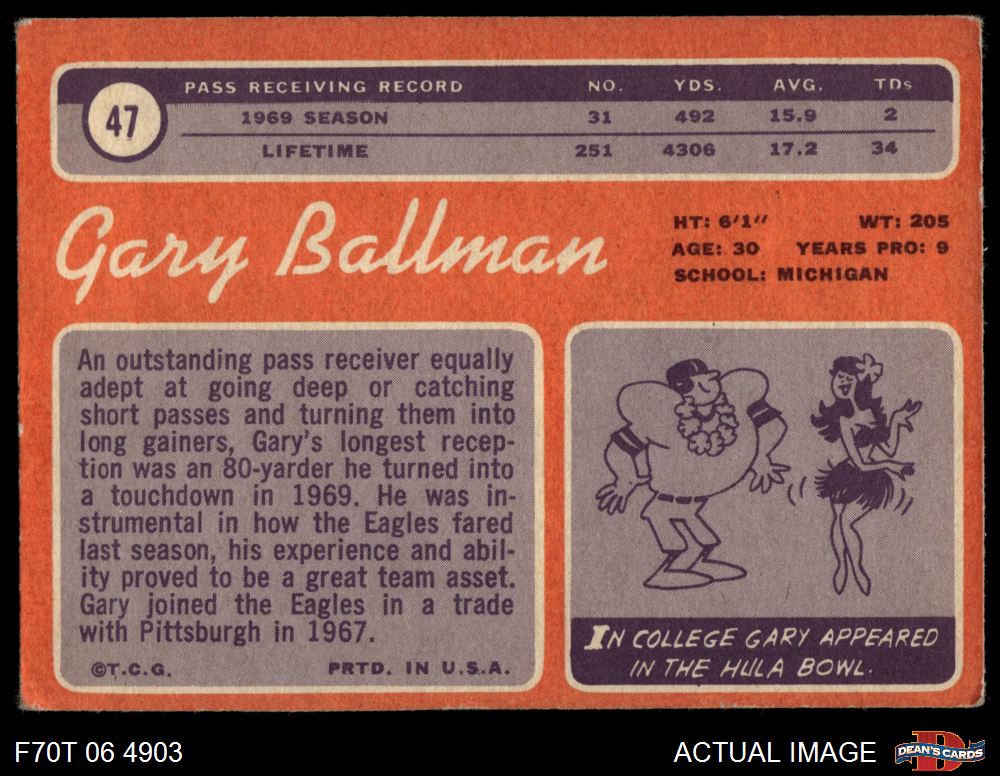 PASS RECEIVING RECORD NO. YDS. AVG. TDs
47
1969 SEASON 31 492 15.9 2
LIFETIME 251 4306 17.2 34
Gary Ballman
HT: 6'1" WT: 205
AGE: 30 YEARS PRO: 9
SCHOOL: MICHIGAN
An outstanding pass receiver equally
adept at going deep or catching
short passes and turning them into
long gainers, Gary's longest recep-
tion was an 80-yarder he turned into
a touchdown in 1969. He was in-
strumental in how the Eagles fared
last season, his experience and abil-
ity proved to be a great team asset.
Gary joined the Eagles in a trade
with Pittsburgh in 1967.
©T.C.G. PRTD. IN U.S.A.
IN COLLEGE GARY APPEARED
IN THE HULA BOWL.
F70T 06 4903
ACTUAL IMAGE
DEAN'S CARDS